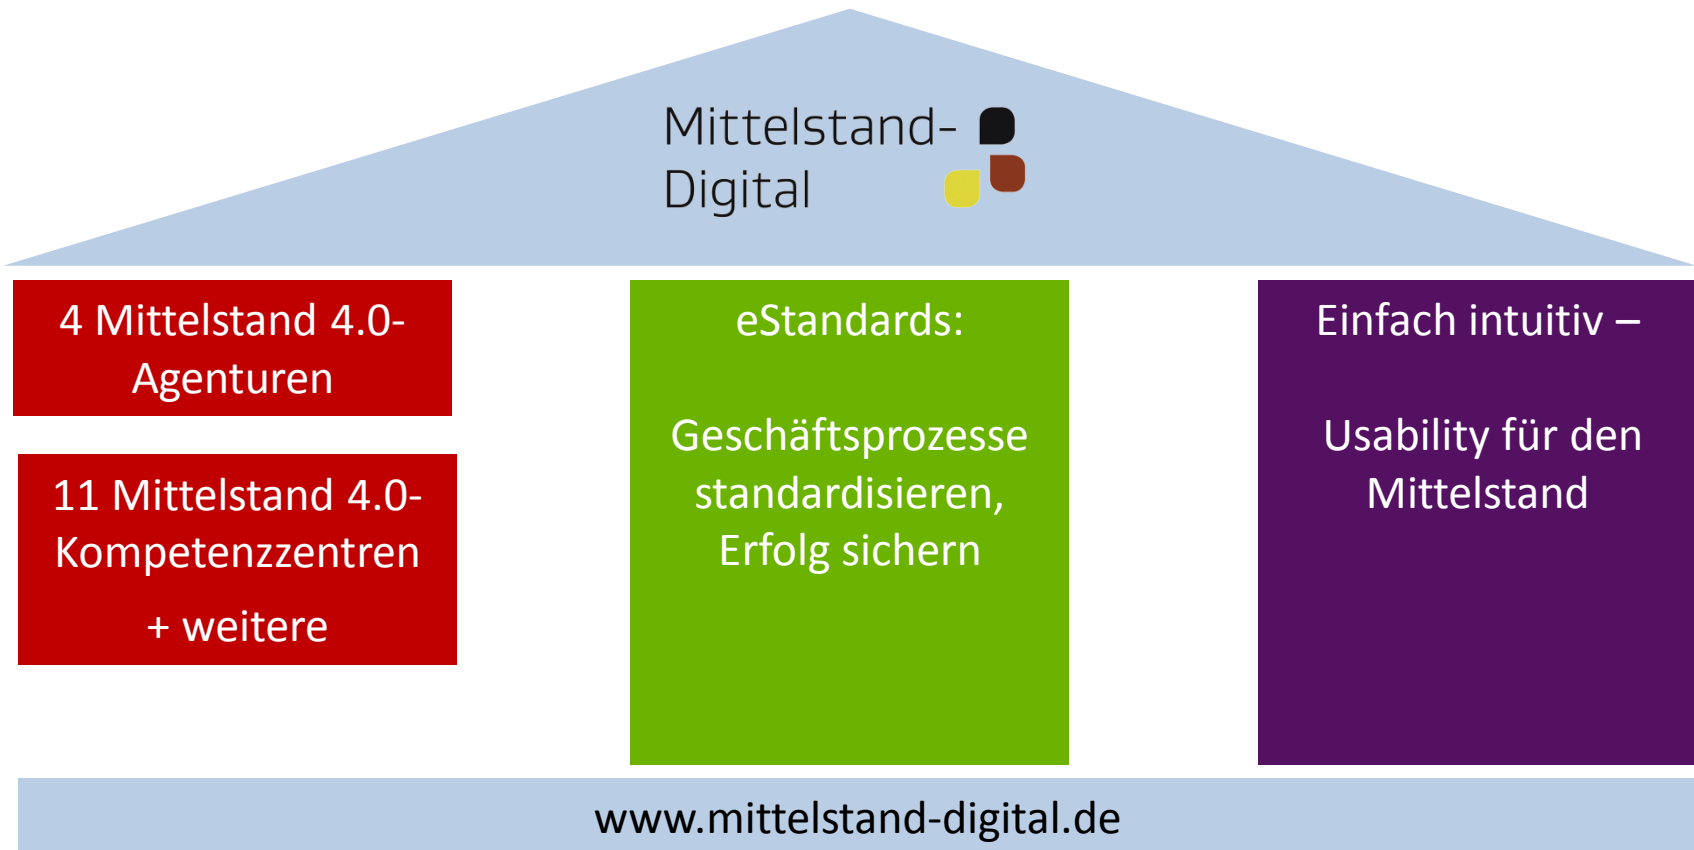 Mittelstand-
Digital
4 Mittelstand 4.0-
Agenturen
11 Mittelstand 4.0-
Kompetenzzentren
+ weitere
eStandards:
Geschäftsprozesse
standardisieren,
Erfolg sichern
Einfach intuitiv –
Usability für den
Mittelstand
www.mittelstand-digital.de